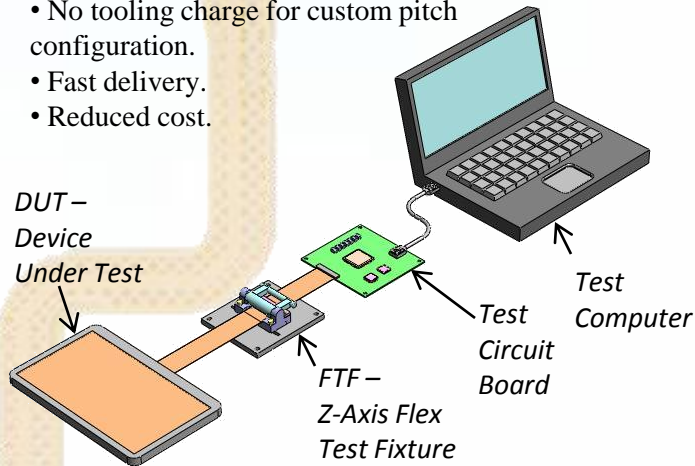 • No tooling charge for custom pitch
configuration.
• Fast delivery.
• Reduced cost.
DUT –
Device
Under Test
Test
Computer
Test
Circuit
Board
FTF –
Z-Axis Flex
Test Fixture